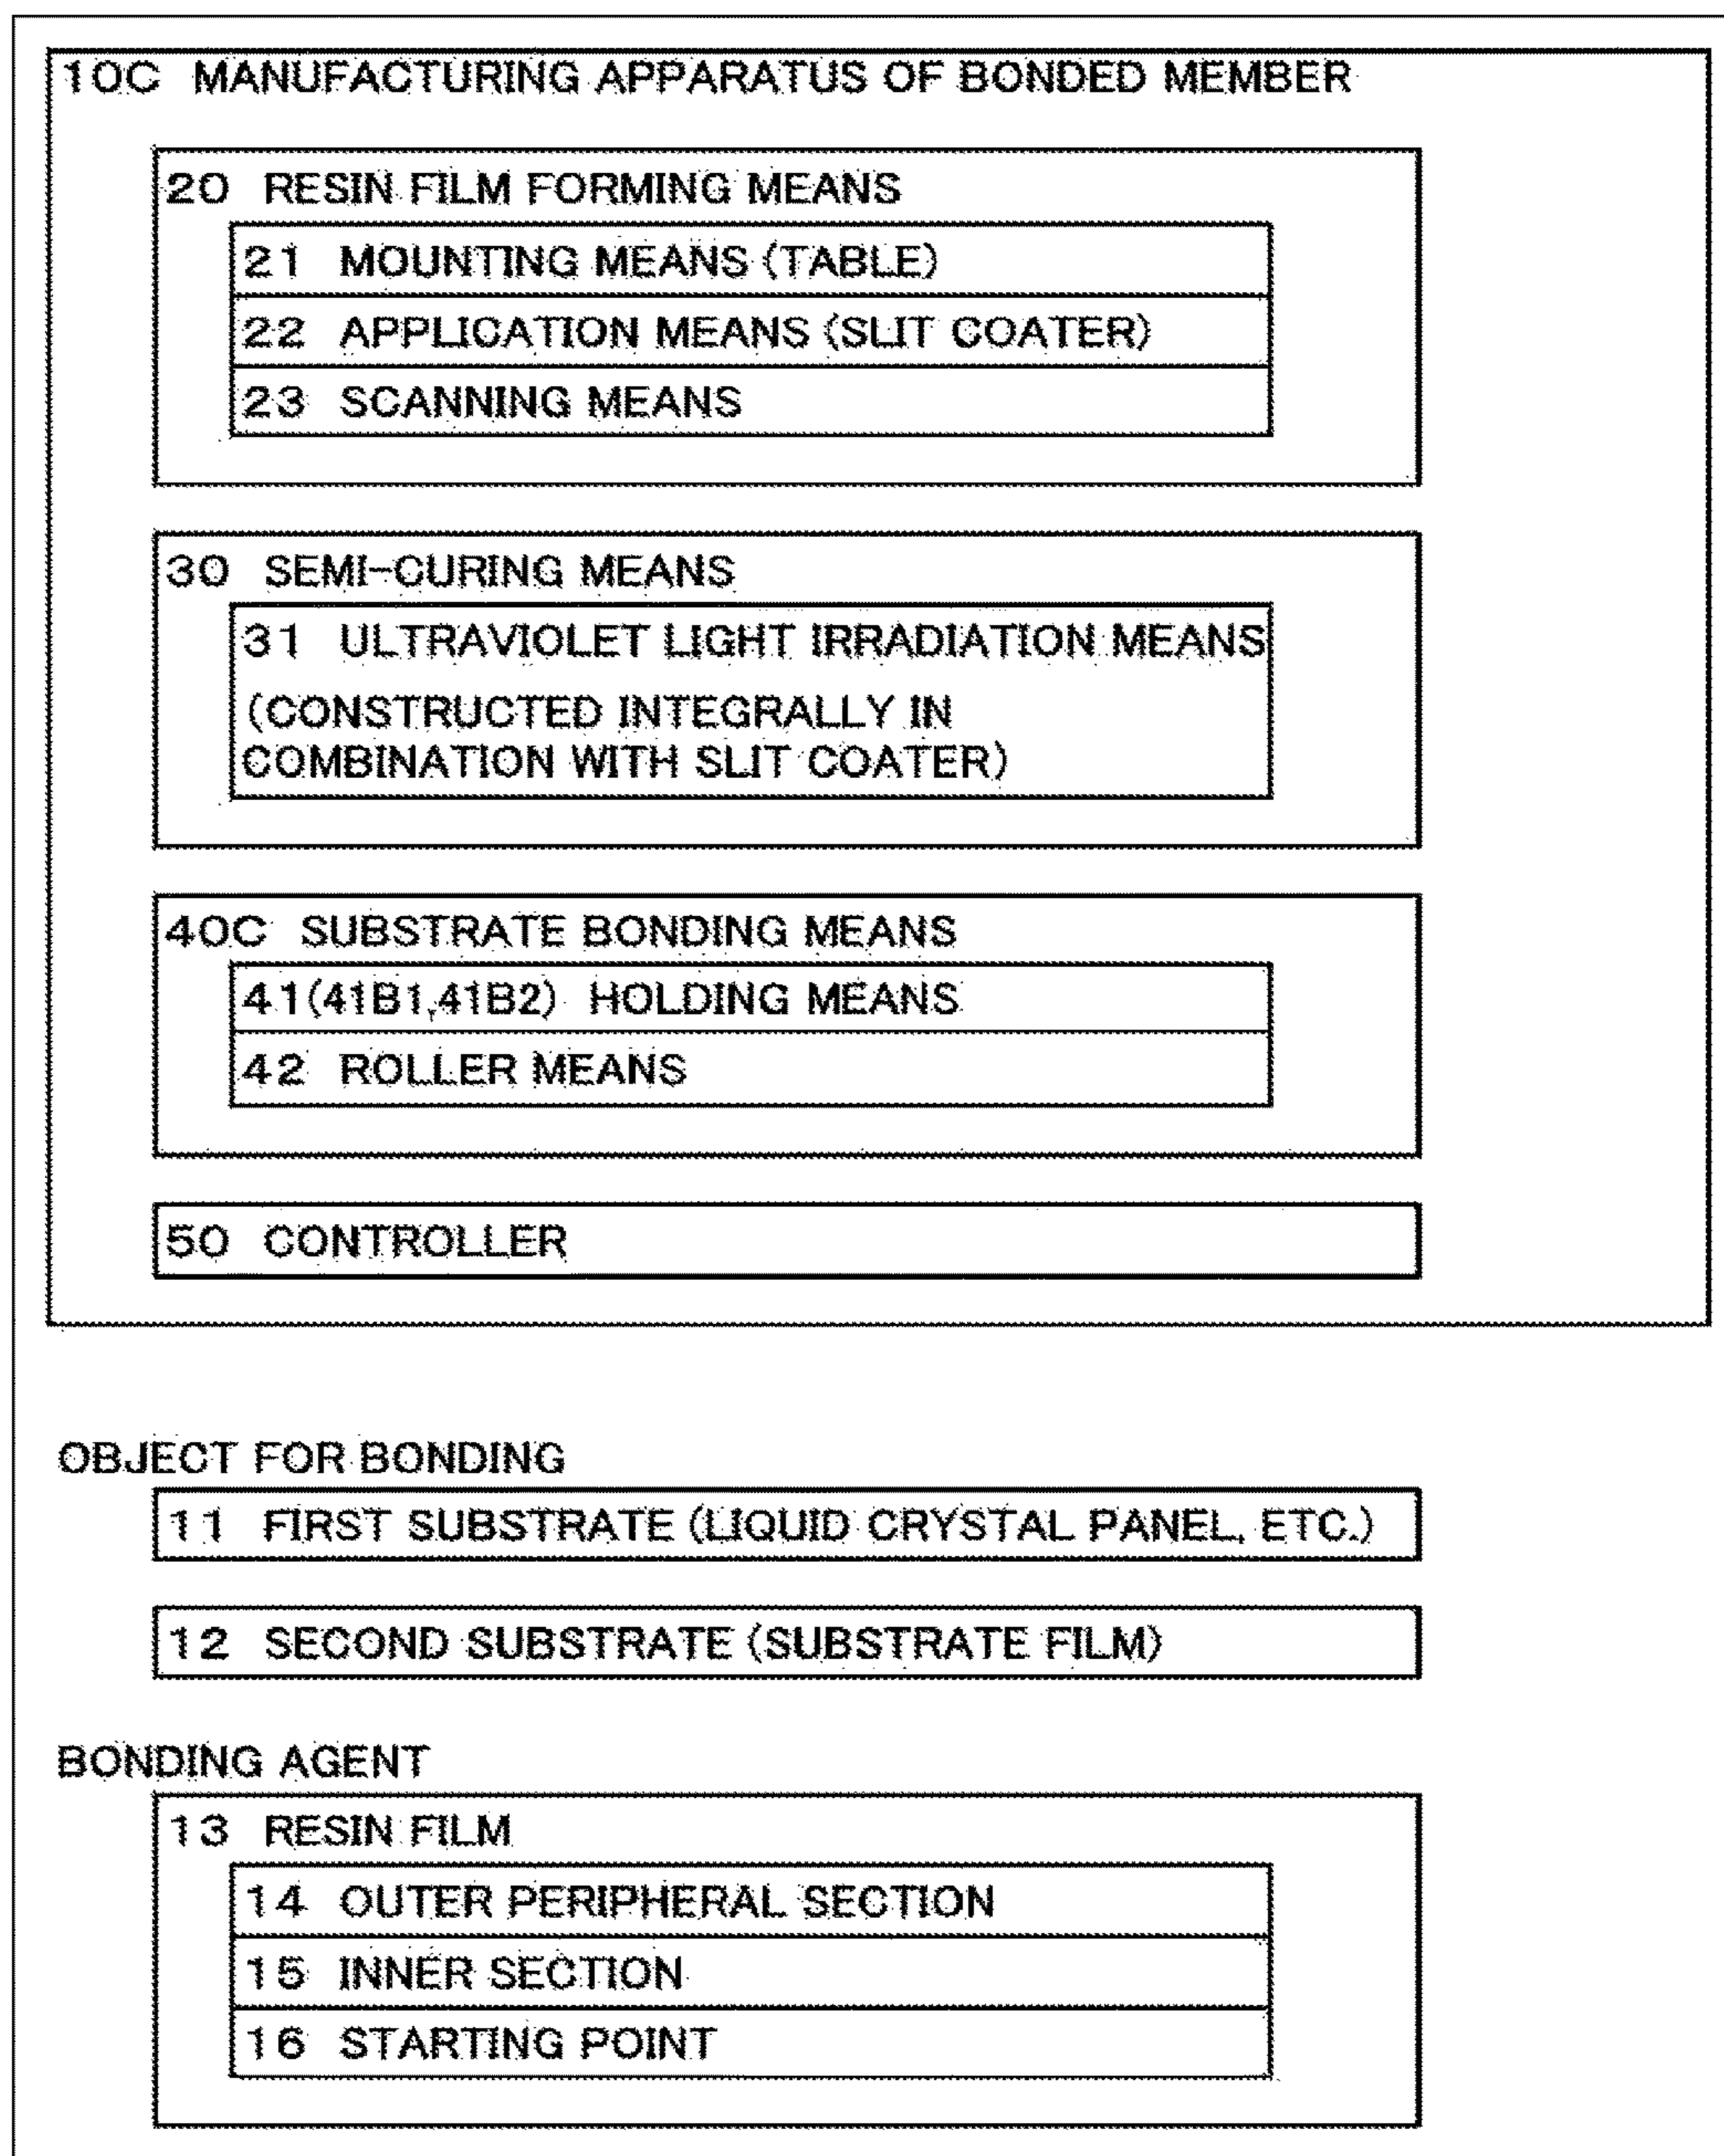 10C MANUFACTURING APPARATUS OF BONDED MEMBER
20 RESIN FILM FORMING MEANS
21 MOUNTING MEANS (TABLE)
22 APPLICATION MEANS (SLIT COATER)
23 SCANNING MEANS
30 SEMI-CURING MEANS
31 ULTRAVIOLET LIGHT IRRADIATION MEANS
(CONSTRUCTED INTEGRALLY IN
COMBINATION WITH SLIT COATER)
40C SUBSTRATE BONDING MEANS
41(41B1,41B2) HOLDING MEANS
42 ROLLER MEANS
50 CONTROLLER
OBJECT FOR BONDING
11 FIRST SUBSTRATE (LIQUID CRYSTAL PANEL, ETC.)
12 SECOND SUBSTRATE (SUBSTRATE FILM)
BONDING AGENT
13 RESIN FILM
14 OUTER PERIPHERAL SECTION
15 INNER SECTION
16 STARTING POINT